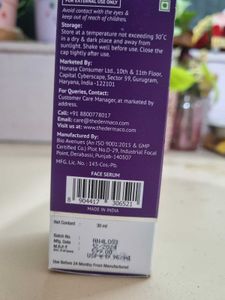 FOR EXTERNAL USE ONLY
Avoid contact with the eyes &
keep out of reach of children.
Storage:
Store at a temperature not exceeding 30°C
in a dry & dark place and away from
sunlight. Shake well before use. Close the
cap tightly after use.
Marketed By:
Honasa Consumer Ltd., 10th & 11th Floor,
Capital Cyberscape, Sector 59, Gurugram,
Haryana, India -122101
For Queries, Contact:
Customer Care Manager, at marketed by
address.
Call: +91 8800778017
Email: care@thedermaco.com
www.thedermaco.com
Manufactured By:
Bio Avenues (An ISO 9001:2015 & GMP
Certified Co.) Plot No.D-29, Industrial Focal
Point, Derabassi, Punjab-140507
Mfg. Lic. No.: 145-Cos-Pb.
FACE SERUM
8 904417 306521
MADE IN INDIA
Net Content: 30 ml
Batch No.
Mfg. Date
M.R.P.
Use Before 24 Months From Manufactured